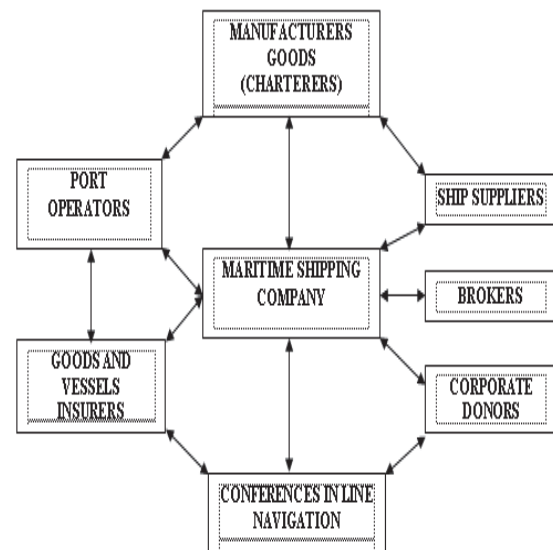 MANUFACTURERS
GOODS
(CHARTERERS)
PORT
OPERATORS
SHIP SUPPLIERS
MARITIME SHIPPING
COMPANY
BROKERS
GOODS AND
VESSELS
INSURERS
CORPORATE
DONORS
CONFERENCES IN LINE
NAVIGATION